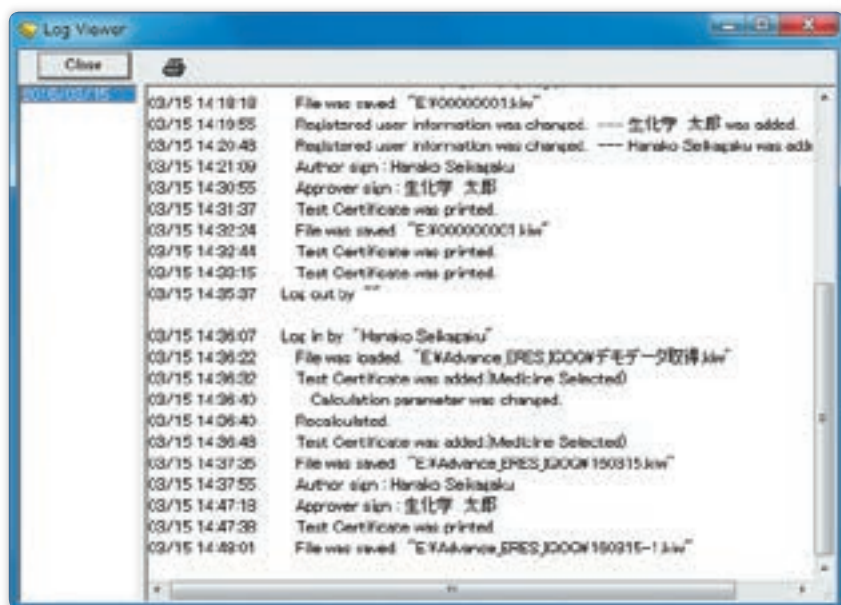 Log Viewer
Close
2016/03/15
03/15 14:18:18 File was saved. "E:¥00000001.kiw"
03/15 14:19:55 Registered user information was changed. --- 生化学 太郎 was added.
03/15 14:20:48 Registered user information was changed. --- Hanako Seikagaku was adde
03/15 14:21:09 Author sign : Hanako Seikagaku
03/15 14:30:55 Approver sign : 生化学 太郎
03/15 14:31:37 Test Certificate was printed.
03/15 14:32:24 File was saved. "E:¥000000001.kiw"
03/15 14:32:44 Test Certificate was printed.
03/15 14:33:15 Test Certificate was printed.
03/15 14:35:37 Log out by ""
03/15 14:36:07 Log in by "Hanako Seikagaku"
03/15 14:36:22 File was loaded. "E:¥Advance_ERES_IQOQ¥デモデータ取得.kiw"
03/15 14:36:32 Test Certificate was added.(Medicine Selected)
03/15 14:36:40 Calculation parameter was changed.
03/15 14:36:40 Recalculated.
03/15 14:36:48 Test Certificate was added.(Medicine Selected)
03/15 14:37:35 File was saved. "E:¥Advance_ERES_IQOQ¥160315.kiw"
03/15 14:37:55 Author sign : Hanako Seikagaku
03/15 14:47:18 Approver sign : 生化学 太郎
03/15 14:47:38 Test Certificate was printed.
03/15 14:48:01 File was saved. "E:¥Advance_ERES_IQOQ¥160315-1.kiw"